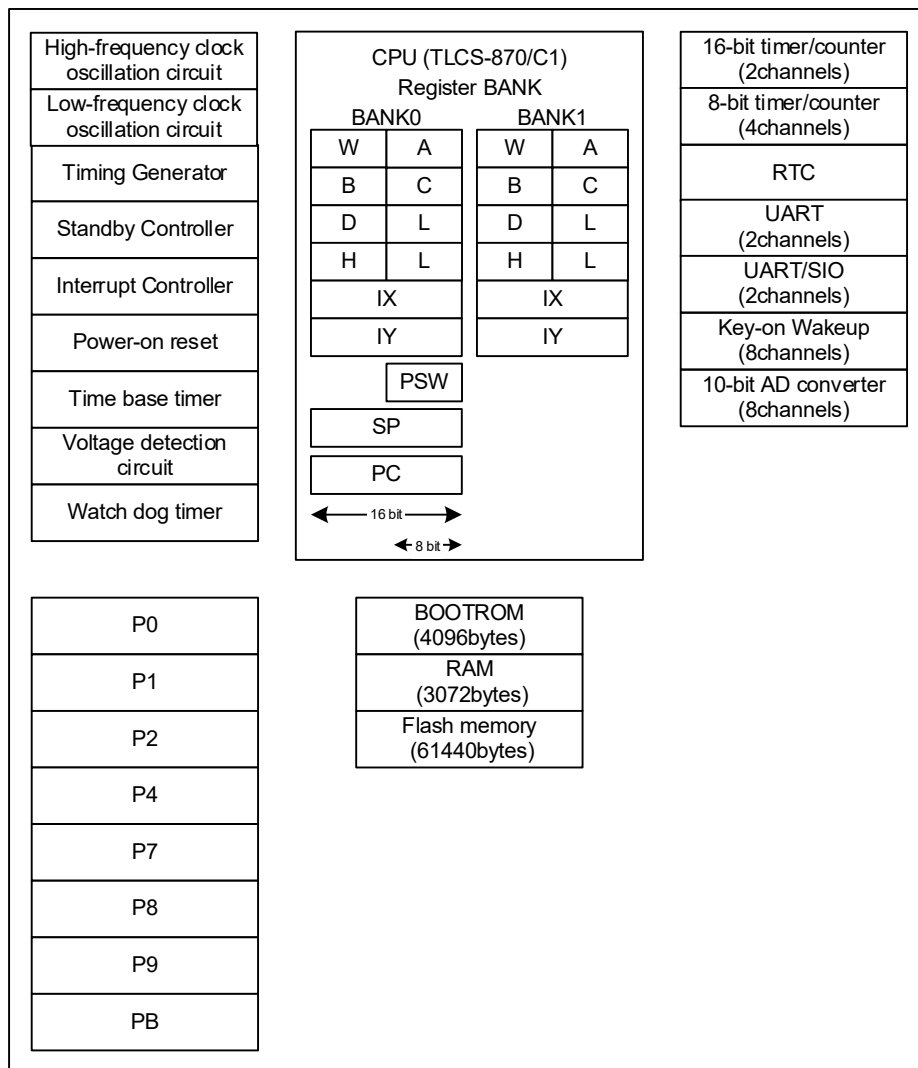 High-frequency clock
oscillation circuit
Low-frequency clock
oscillation circuit
Timing Generator
Standby Controller
Interrupt Controller
Power-on reset
Time base timer
Voltage detection
circuit
Watch dog timer
CPU (TLCS-870/C1)
Register BANK
BANK0 BANK1
W A W A
B C B C
D L D L
H L H L
IX IX
IY IY
PSW
SP
PC
16 bit
8 bit
16-bit timer/counter
(2channels)
8-bit timer/counter
(4channels)
RTC
UART
(2channels)
UART/SIO
(2channels)
Key-on Wakeup
(8channels)
10-bit AD converter
(8channels)
P0
P1
P2
P4
P7
P8
P9
PB
BOOTROM
(4096bytes)
RAM
(3072bytes)
Flash memory
(61440bytes)